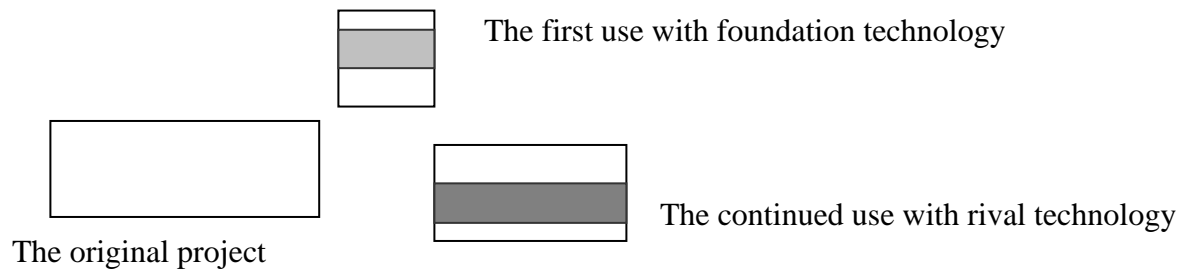 The first use with foundation technology
The continued use with rival technology
The original project